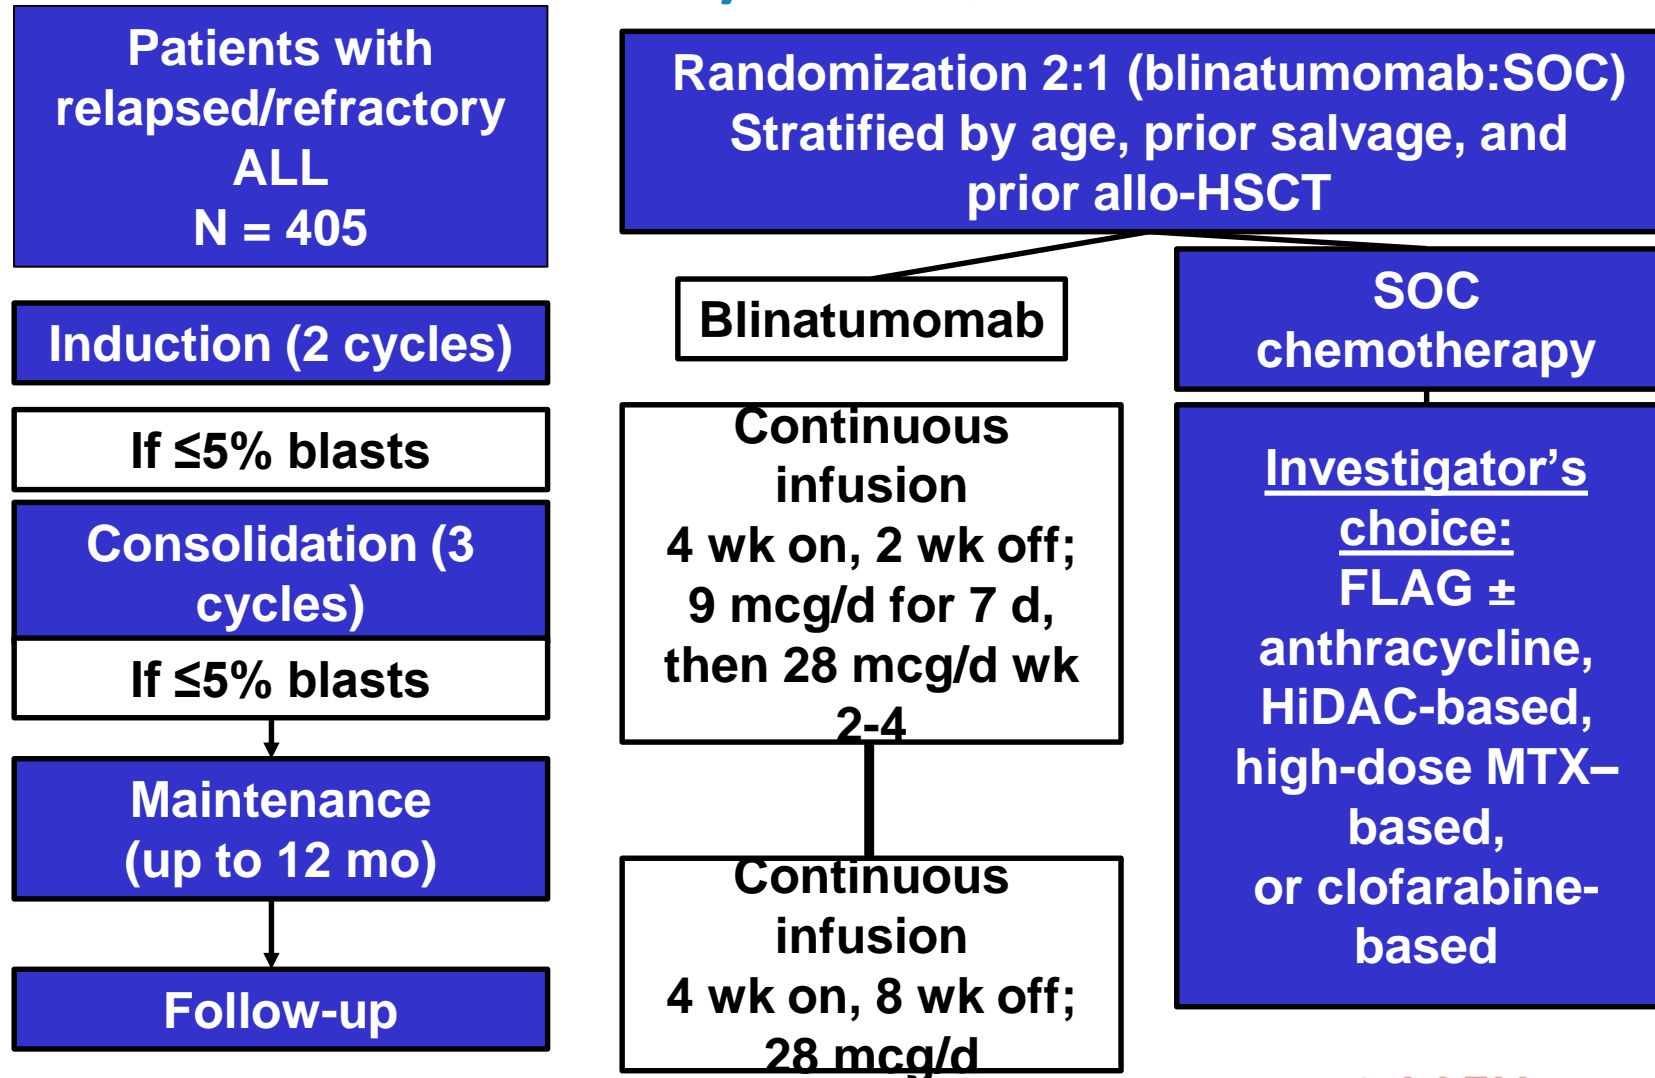 Patients with
relapsed/refractory
ALL
N = 405
Induction (2 cycles)
If ≤5% blasts
Consolidation (3
cycles)
If ≤5% blasts
Maintenance
(up to 12 mo)
Follow-up
Randomization 2:1 (blinatumomab:SOC)
Stratified by age, prior salvage, and
prior allo-HSCT
Blinatumomab
Continuous
infusion
4 wk on, 2 wk off;
9 mcg/d for 7 d,
then 28 mcg/d wk
2-4
Continuous
infusion
4 wk on, 8 wk off;
28 mcg/d
SOC
chemotherapy
Investigator’s
choice:
FLAG ±
anthracycline,
HiDAC-based,
high-dose MTX–
based,
or clofarabine-
based